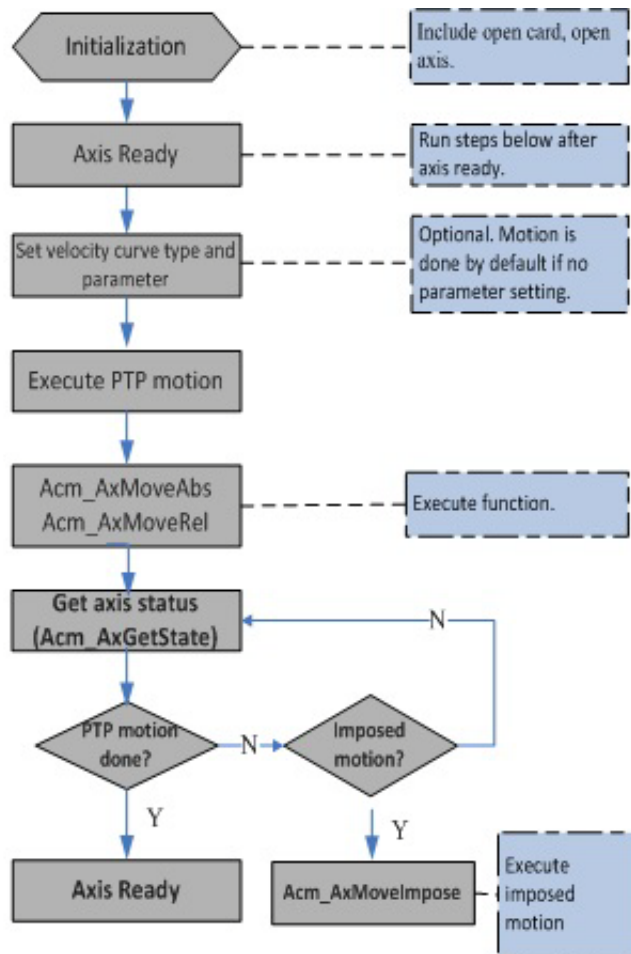 Initialization
Include open card, open
axis.
Axis Ready
Run steps below after
axis ready.
Set velocity curve type and
parameter
Optional. Motion is
done by default if no
parameter setting.
Execute PTP motion
Acm_AxMoveAbs
Acm_AxMoveRel
Execute function.
Get axis status
(Acm_AxGetState)
N
PTP motion
done?
N
Imposed
motion?
Y
Y
Axis Ready
Acm_AxMoveImpose
Execute
imposed
motion